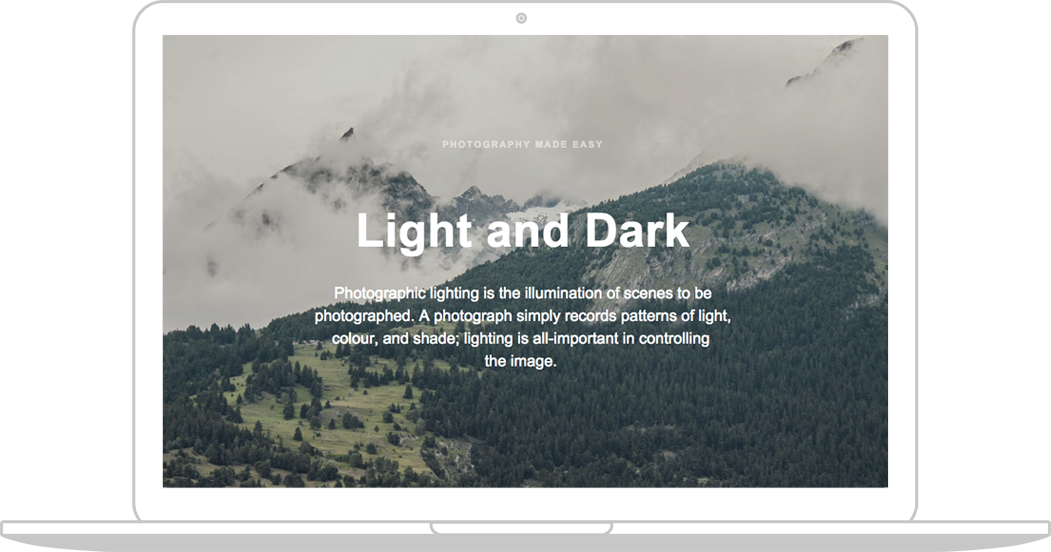 PHOTOGRAPHY MADE EASY
Light and Dark
Photographic lighting is the illumination of scenes to be
photographed. A photograph simply records patterns of light,
colour, and shade; lighting is all-important in controlling
the image.